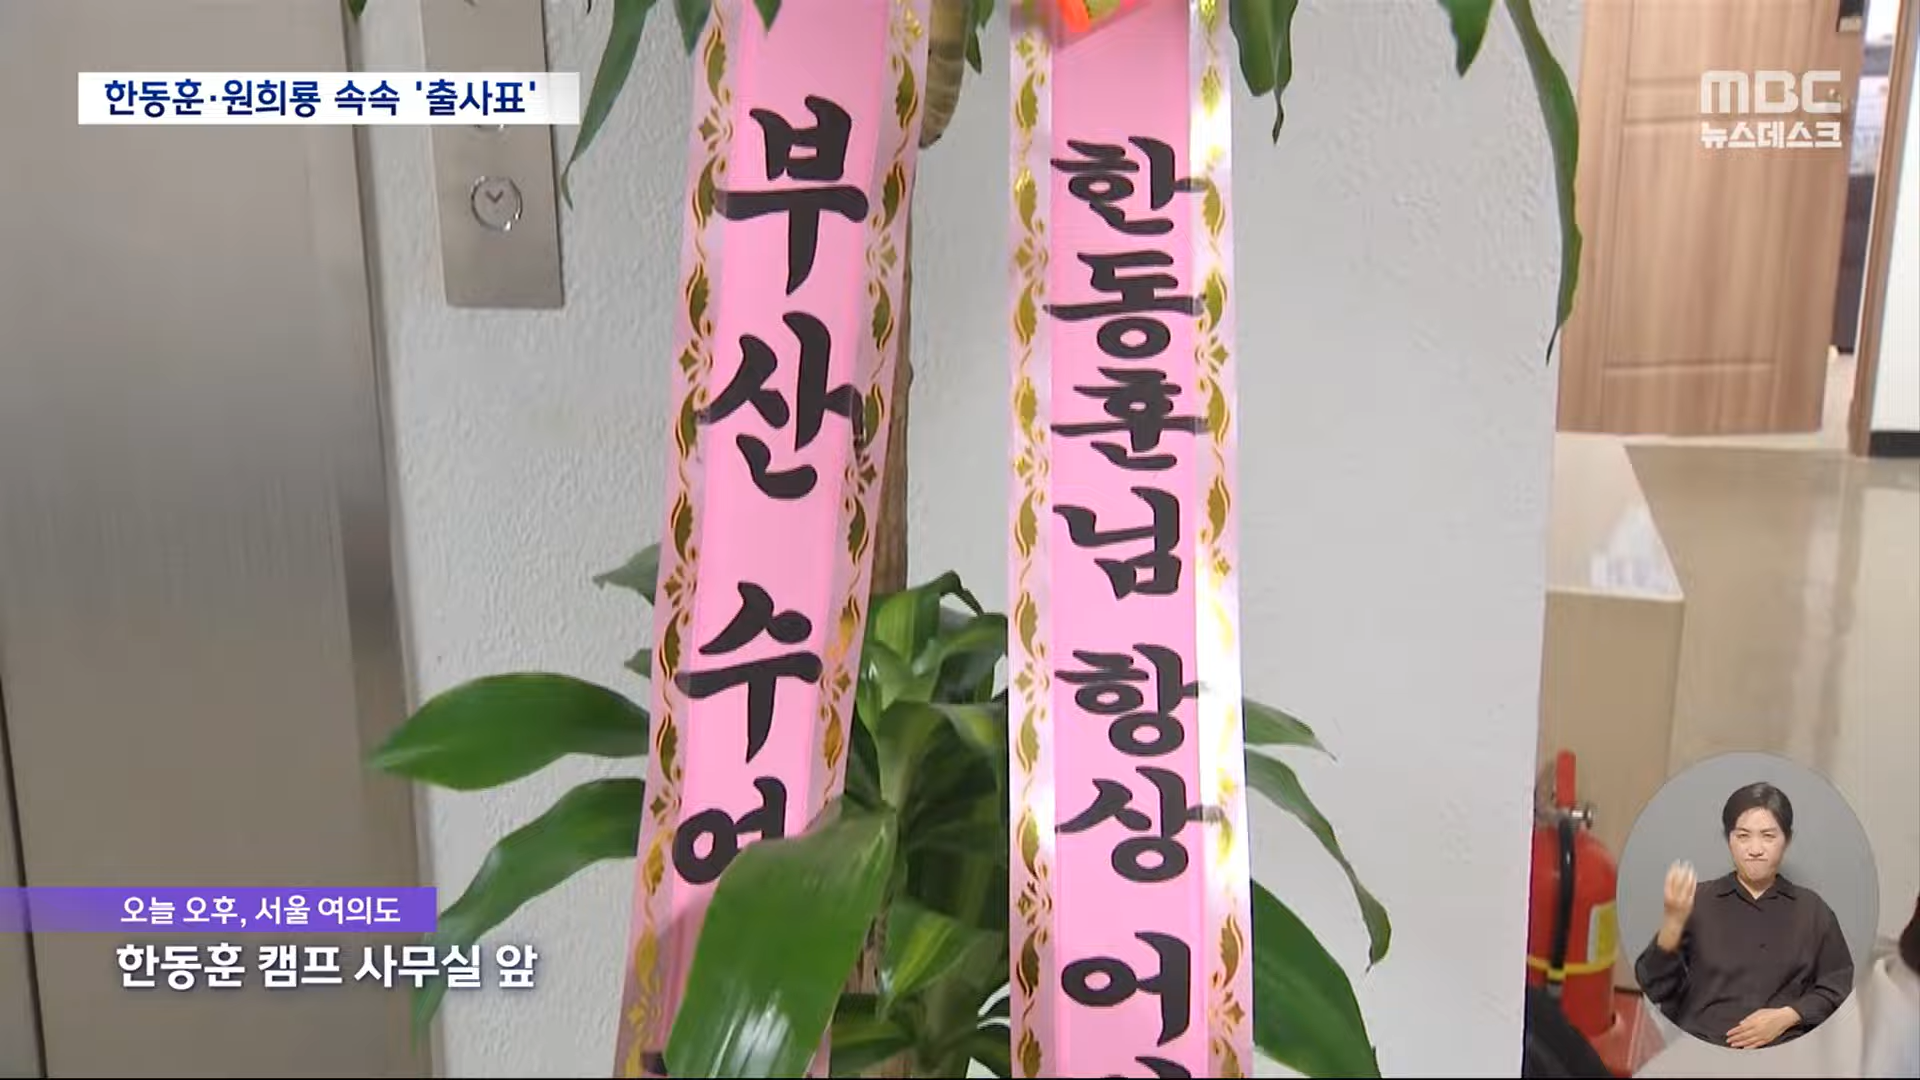 한동훈·원희룡 속속 '출사표'
MBC
뉴스데스크
부산 수
한동훈님 항상
오늘 오후, 서울 여의도
한동훈 캠프 사무실 앞